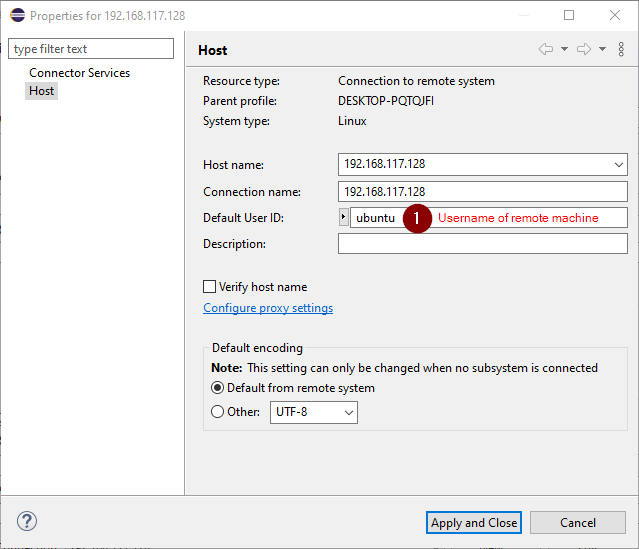 Properties for 192.168.117.128
type filter text
Connector Services
Host
Host
Resource type: Connection to remote system
Parent profile: DESKTOP-PQTQJFI
System type: Linux
Host name: 192.168.117.128
Connection name: 192.168.117.128
Default User ID: ubuntu 1 Username of remote machine
Description:
Verify host name
Configure proxy settings
Default encoding
Note: This setting can only be changed when no subsystem is connected
Default from remote system
Other: UTF-8
? Apply and Close Cancel